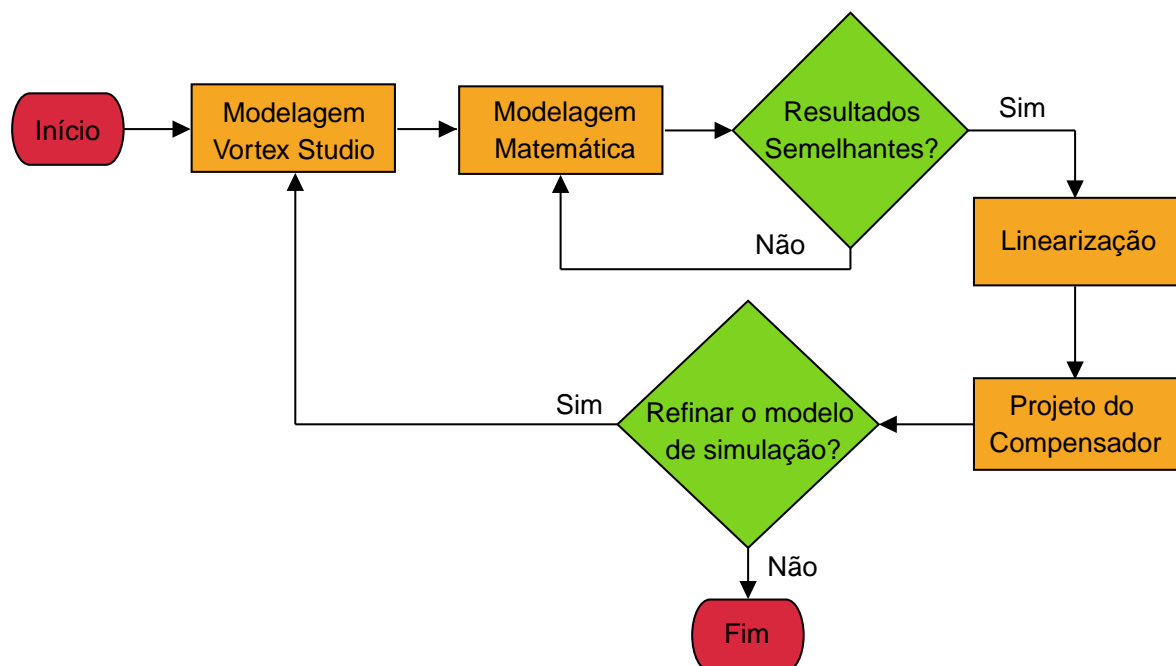 Início
Modelagem
Vortex Studio
Modelagem
Matemática
Resultados
Semelhantes?
Sim
Não
Linearização
Projeto do
Compensador
Refinar o modelo
de simulação?
Sim
Não
Fim